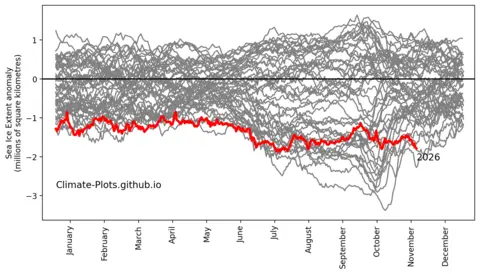 Sea Ice Extent anomaly
(millions of square kilometres)
1
0
−1
−2
−3
Climate-Plots.github.io
2026
January
February
March
April
May
June
July
August
September
October
November
December